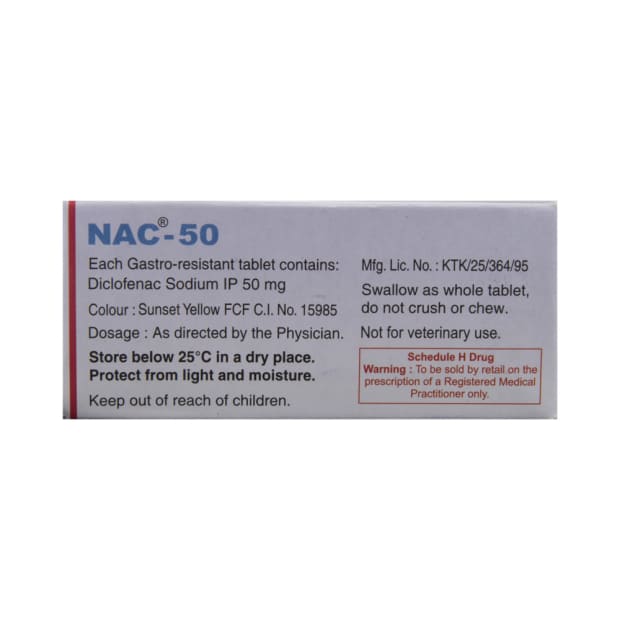 NAC®-50
Each Gastro-resistant tablet contains:
Diclofenac Sodium IP 50 mg
Colour : Sunset Yellow FCF C.I. No. 15985
Dosage : As directed by the Physician.
Store below 25°C in a dry place.
Protect from light and moisture.
Keep out of reach of children.
Mfg. Lic. No. : KTK/25/364/95
Swallow as whole tablet,
do not crush or chew.
Not for veterinary use.
Schedule H Drug
Warning : To be sold by retail on the
prescription of a Registered Medical
Practitioner only.